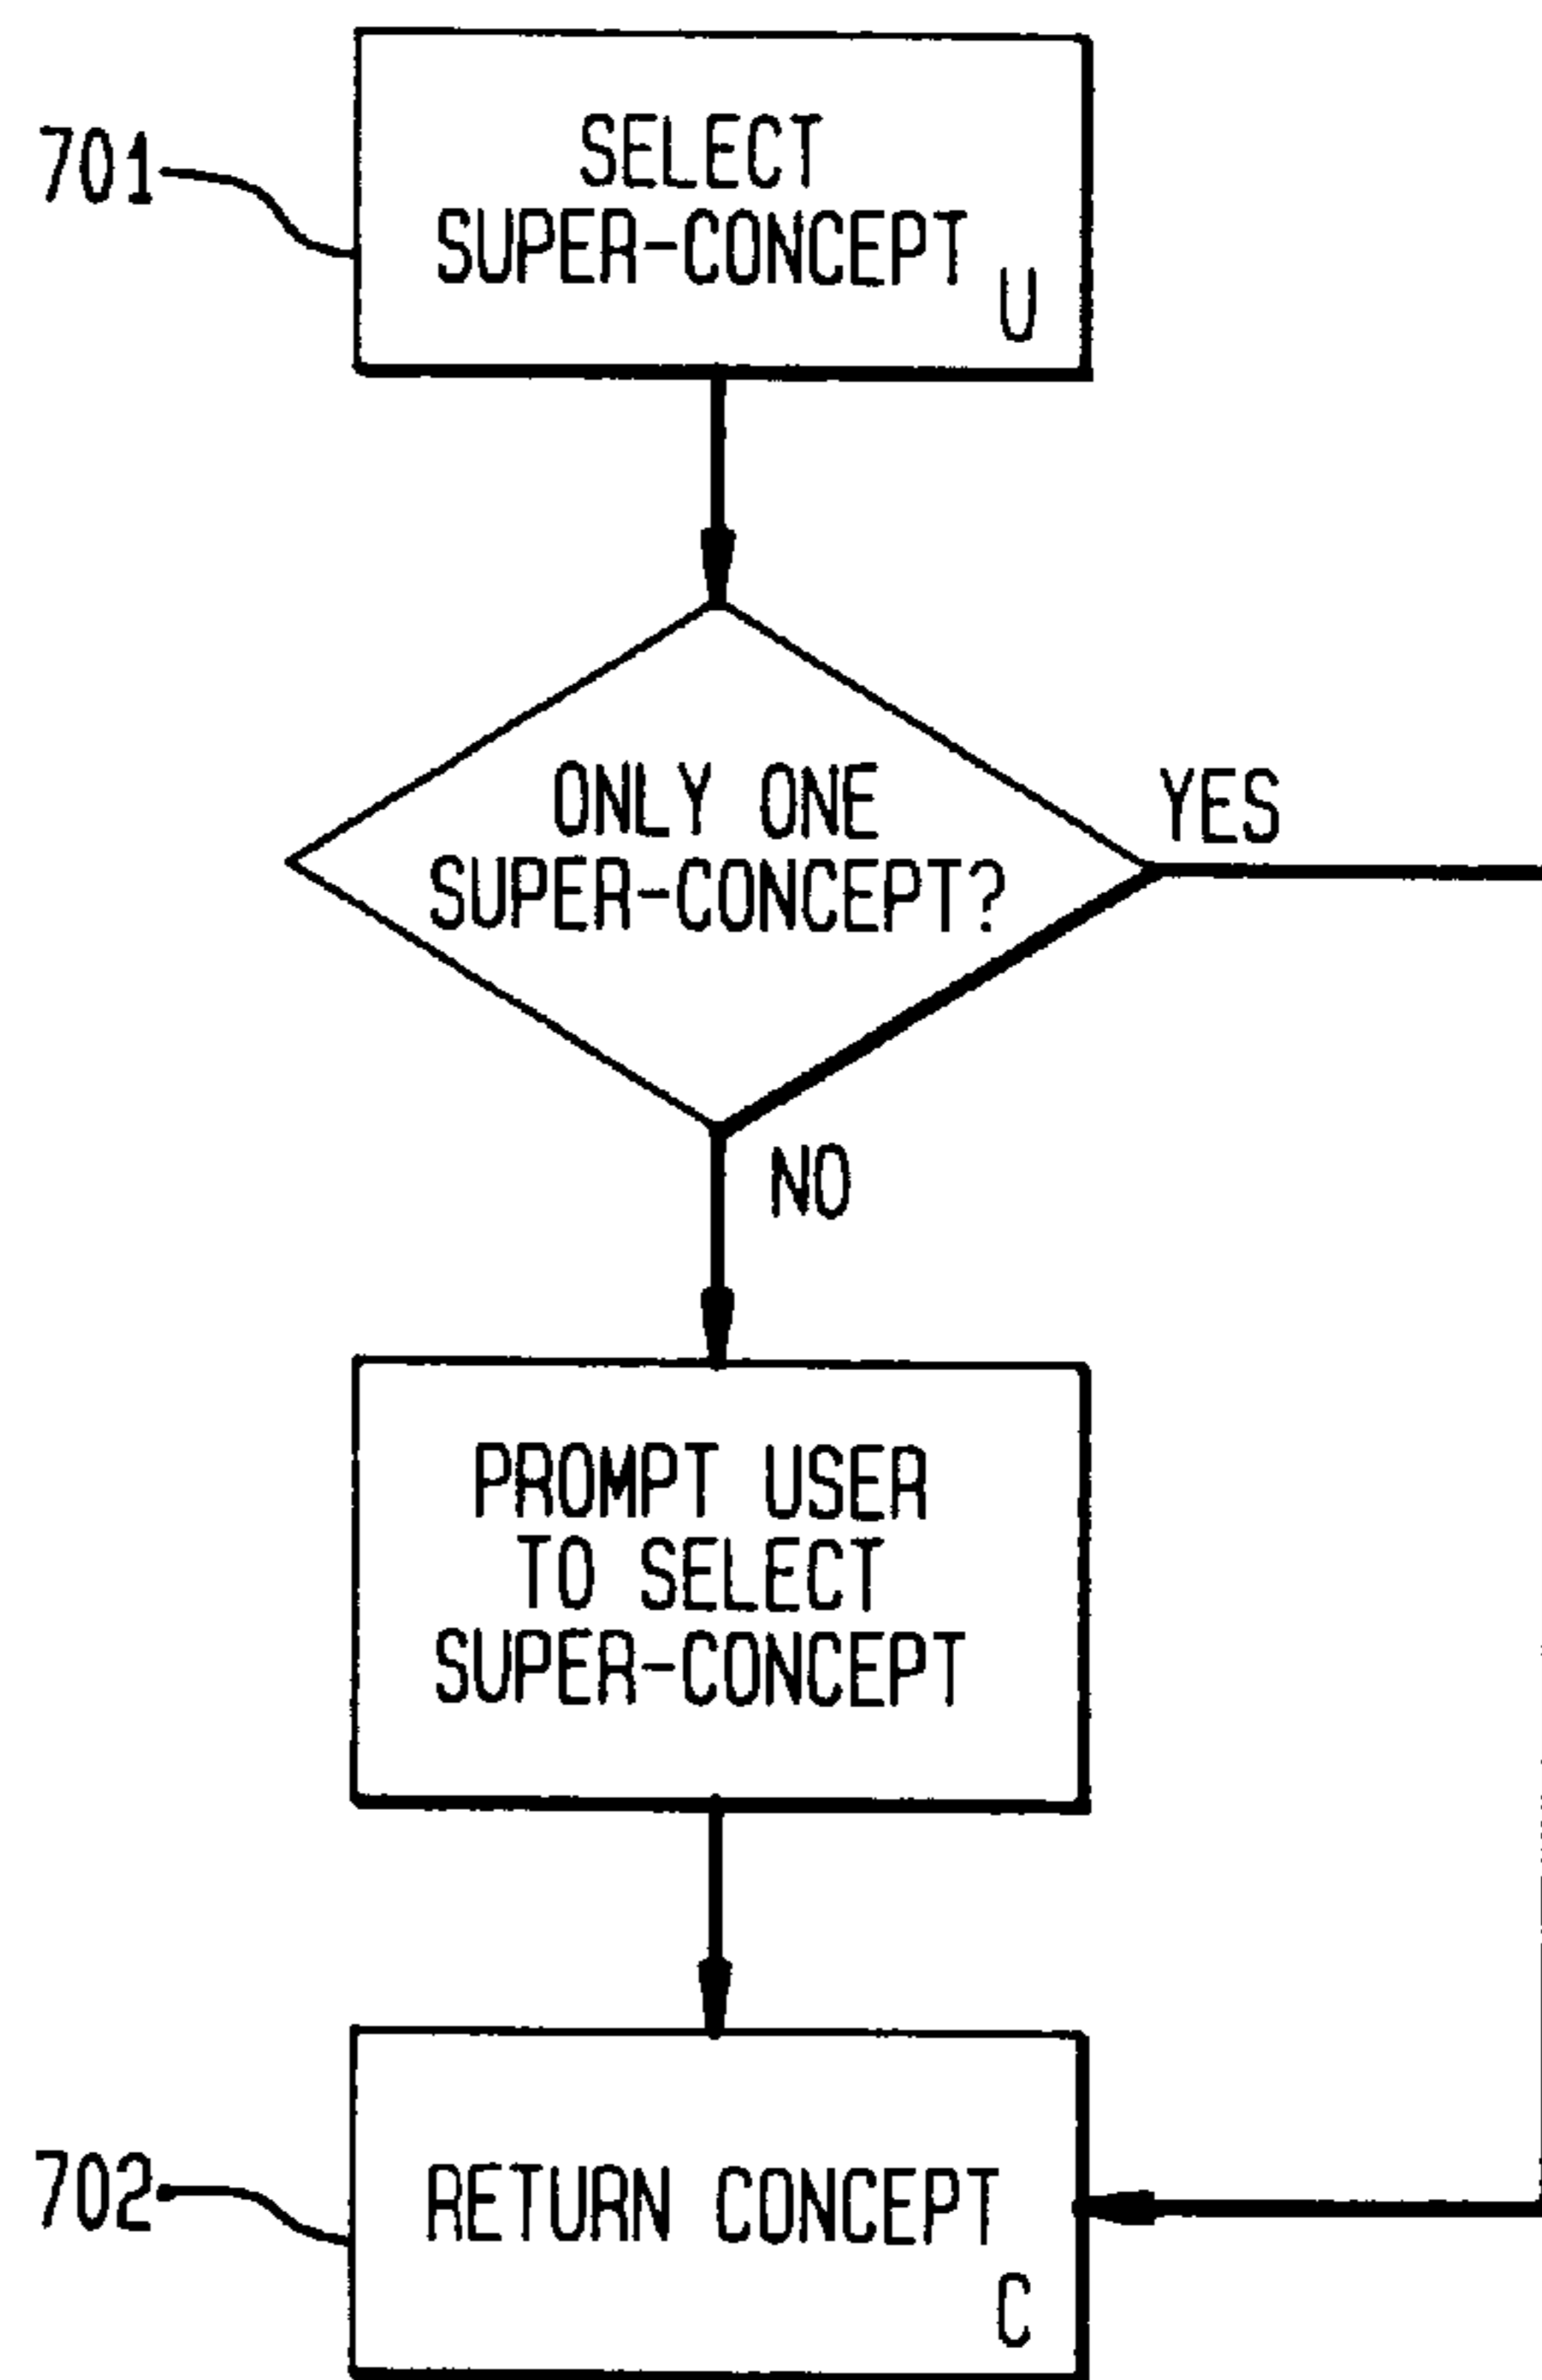 701
SELECT
SUPER-CONCEPT
U
ONLY ONE
SUPER-CONCEPT?
YES
NO
PROMPT USER
TO SELECT
SUPER-CONCEPT
702
RETURN CONCEPT
C